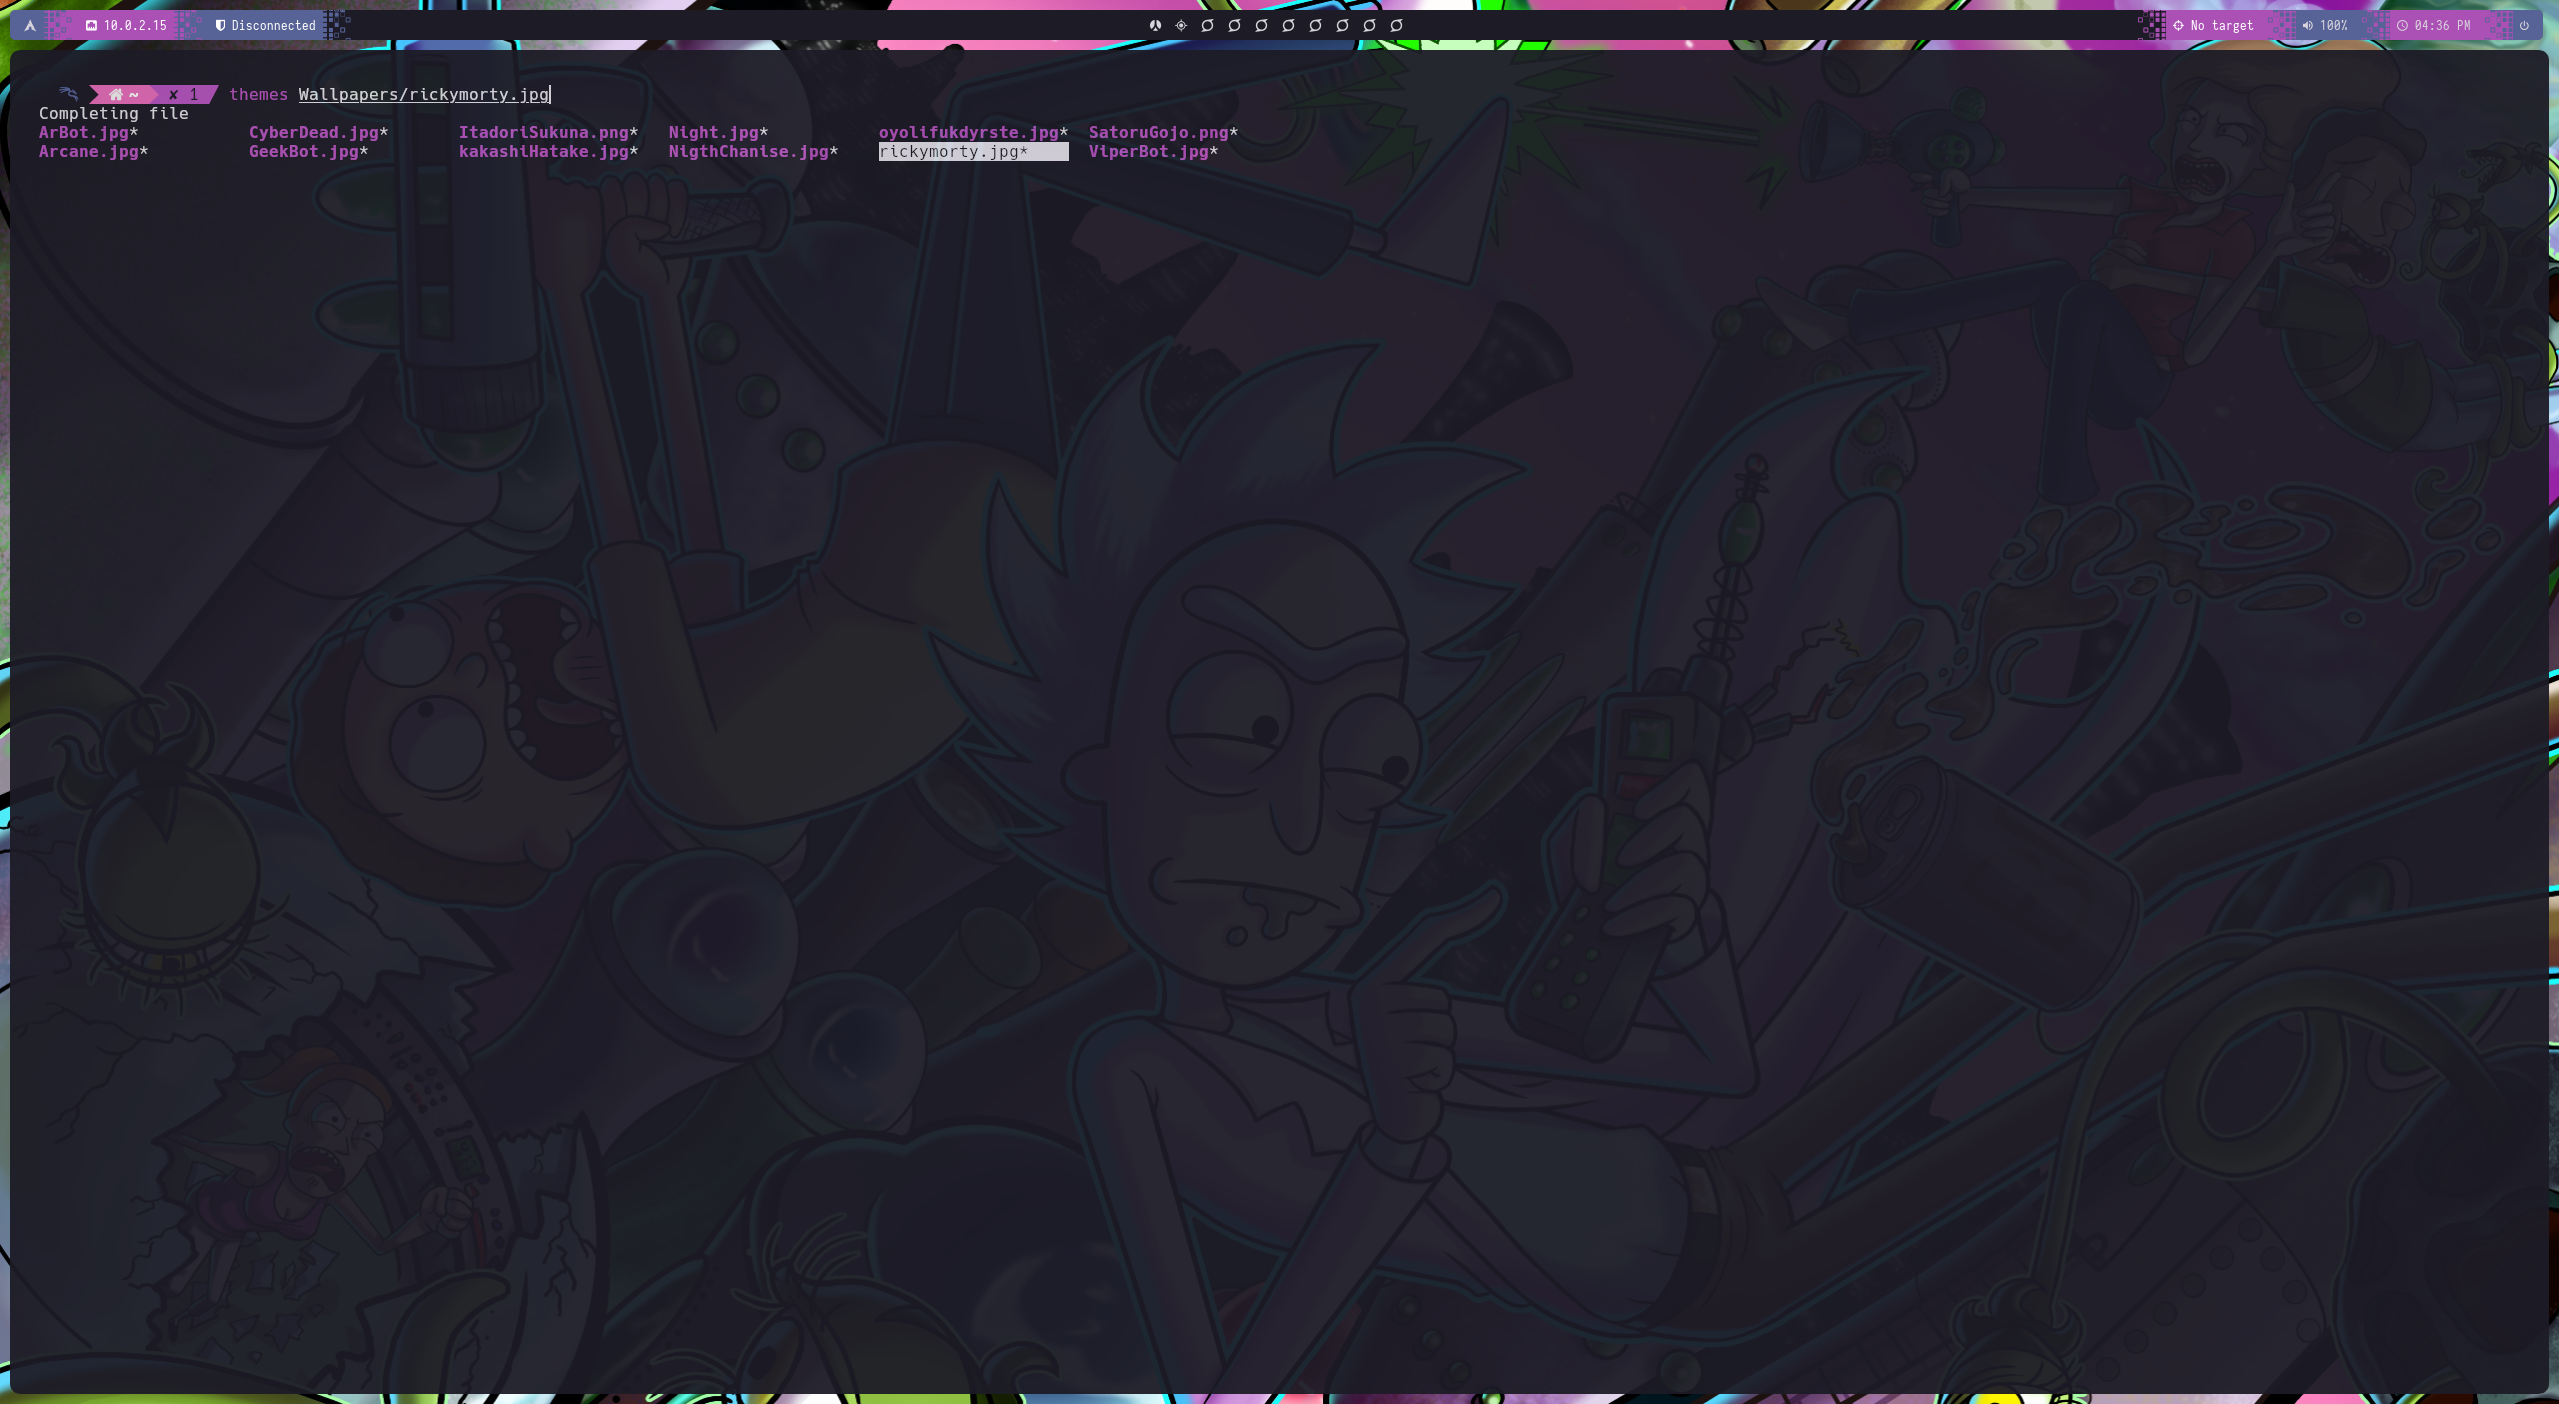 10.0.2.15 Disconnected No target 100% 04:36 PM
~ ✘ 1 themes Wallpapers/rickymorty.jpg
Completing file
ArBot.jpg* CyberDead.jpg* ItadoriSukuna.png* Night.jpg* oyolifukdyrste.jpg* SatoruGojo.png*
Arcane.jpg* GeekBot.jpg* kakashiHatake.jpg* NigthChanise.jpg* rickymorty.jpg* ViperBot.jpg*